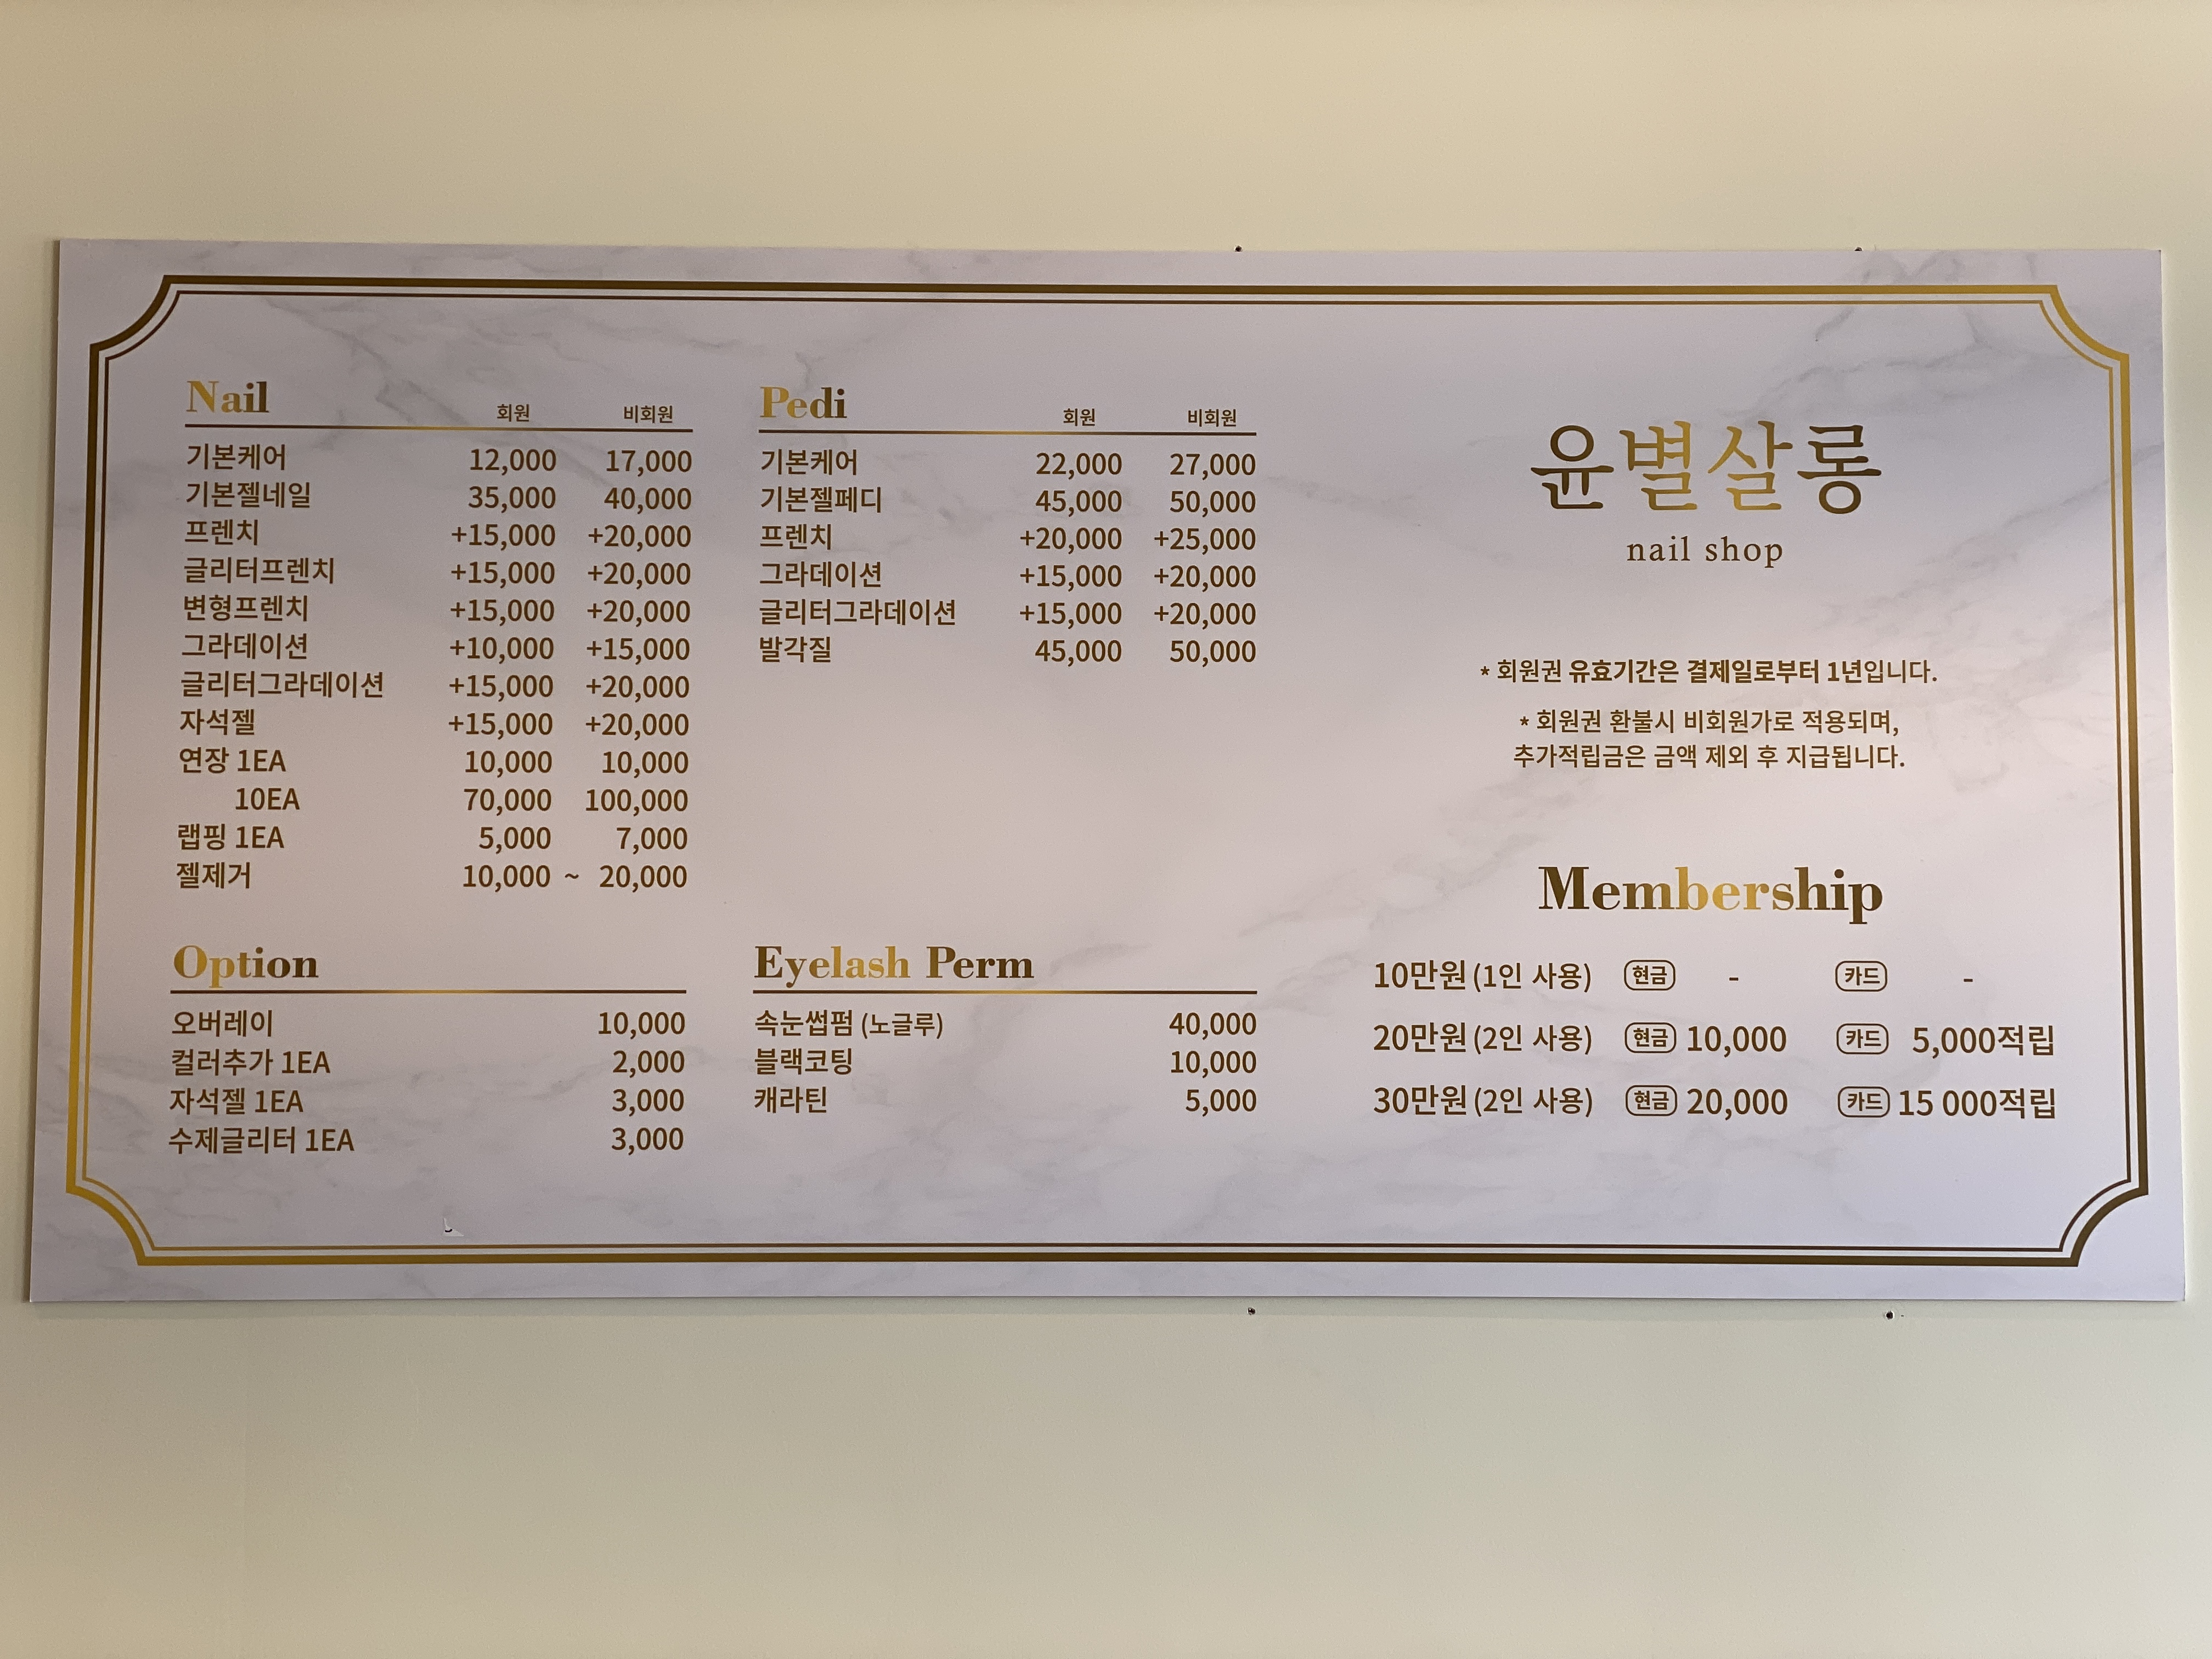 Nail 회원 비회원
기본케어 12,000 17,000
기본젤네일 35,000 40,000
프렌치 +15,000 +20,000
글리터프렌치 +15,000 +20,000
변형프렌치 +15,000 +20,000
그라데이션 +10,000 +15,000
글리터그라데이션 +15,000 +20,000
자석젤 +15,000 +20,000
연장 1EA 10,000 10,000
10EA 70,000 100,000
랩핑 1EA 5,000 7,000
젤제거 10,000 ~ 20,000
Option
오버레이 10,000
컬러추가 1EA 2,000
자석젤 1EA 3,000
수제글리터 1EA 3,000
Pedi 회원 비회원
기본케어 22,000 27,000
기본젤페디 45,000 50,000
프렌치 +20,000 +25,000
그라데이션 +15,000 +20,000
글리터그라데이션 +15,000 +20,000
발각질 45,000 50,000
Eyelash Perm
속눈썹펌 (노글루) 40,000
블랙코팅 10,000
캐라틴 5,000
윤별살롱
nail shop
* 회원권 유효기간은 결제일로부터 1년입니다.
* 회원권 환불시 비회원가로 적용되며,
추가적립금은 금액 제외 후 지급됩니다.
Membership
10만원 (1인 사용) 현금 - 카드 -
20만원 (2인 사용) 현금 10,000 카드 5,000적립
30만원 (2인 사용) 현금 20,000 카드 15 000적립